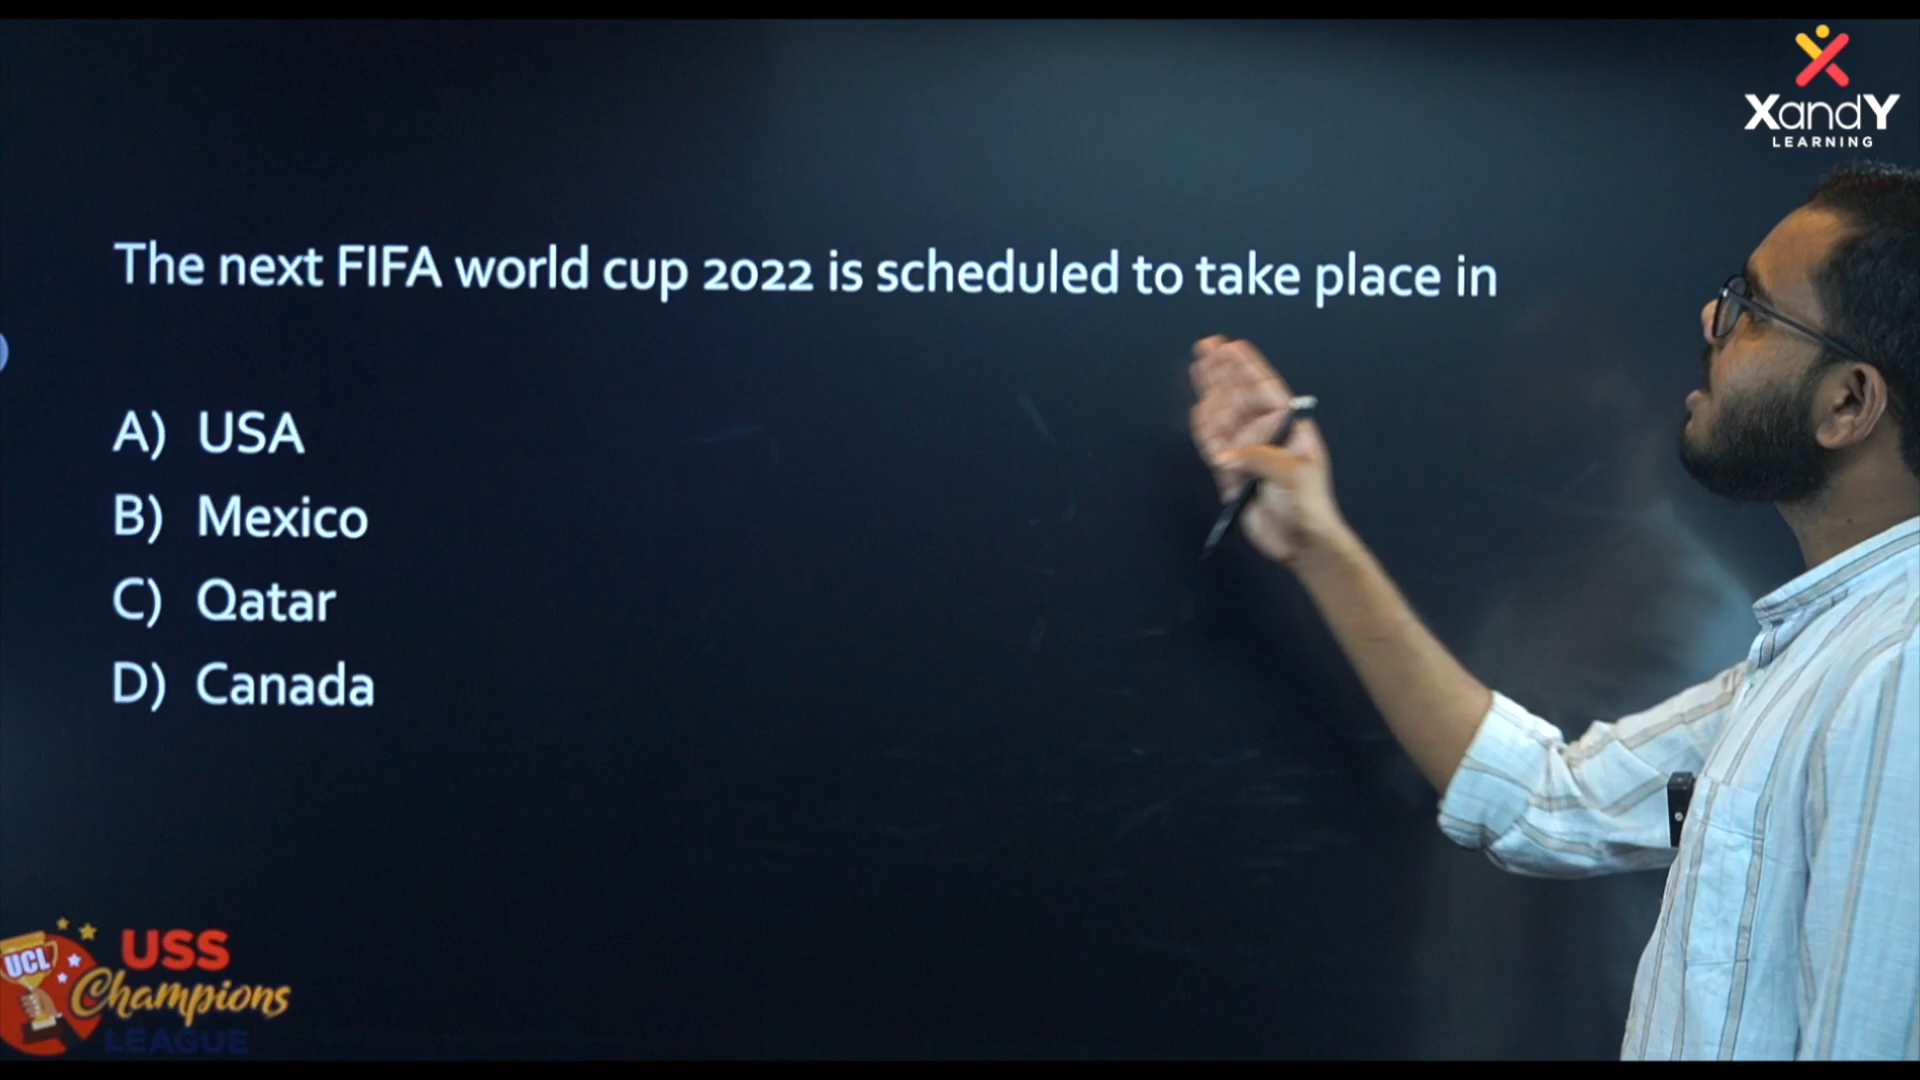 XandY
LEARNING
The next FIFA world cup 2022 is scheduled to take place in
A) USA
B) Mexico
C) Qatar
D) Canada
UCL
USS
Champions
LEAGUE